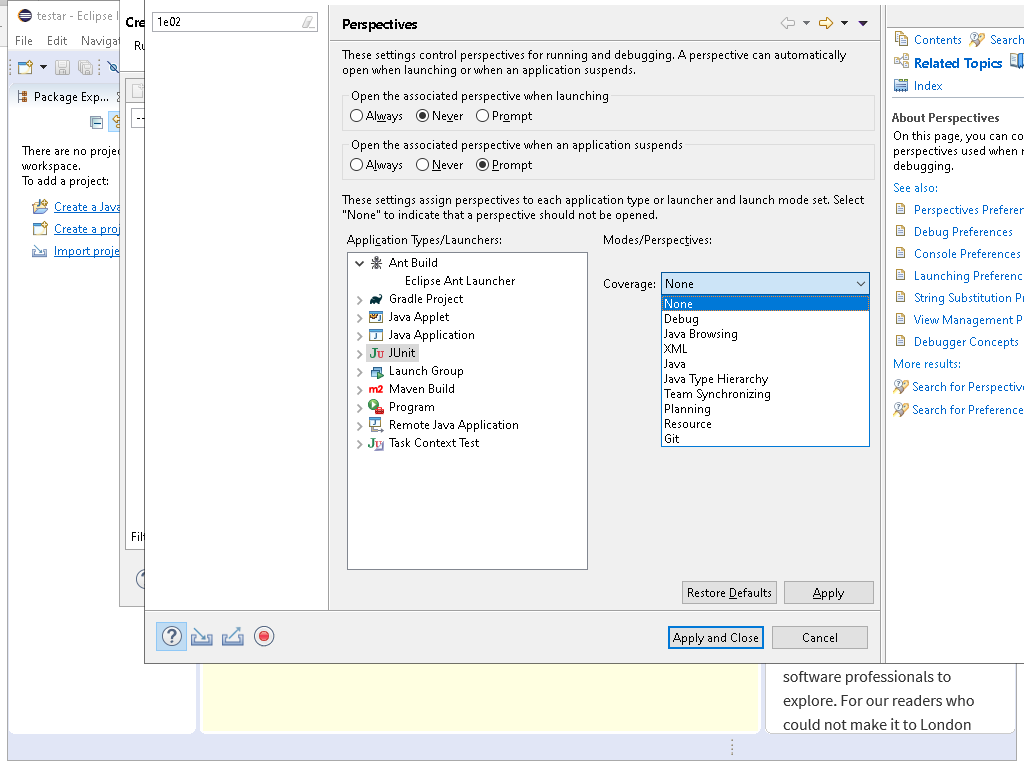 testar - Eclipse I
File Edit Navigat
Package Exp...
There are no projec
workspace.
To add a project:
Create a Java
Create a proj
Import proje
Cre
Ru
--
Filt
1e02
Perspectives
These settings control perspectives for running and debugging. A perspective can automatically
open when launching or when an application suspends.
Open the associated perspective when launching
Always Never Prompt
Open the associated perspective when an application suspends
Always Never Prompt
These settings assign perspectives to each application type or launcher and launch mode set. Select
"None" to indicate that a perspective should not be opened.
Application Types/Launchers:
Ant Build
Eclipse Ant Launcher
Gradle Project
Java Applet
Java Application
JUnit
Launch Group
m2 Maven Build
Program
Remote Java Application
Task Context Test
Modes/Perspectives:
Coverage: None
None
Debug
Java Browsing
XML
Java
Java Type Hierarchy
Team Synchronizing
Planning
Resource
Git
Restore Defaults Apply
Apply and Close Cancel
Contents Search
Related Topics
Index
About Perspectives
On this page, you can co
perspectives used when r
debugging.
See also:
Perspectives Preferen
Debug Preferences
Console Preferences
Launching Preferenc
String Substitution Pr
View Management P
Debugger Concepts
More results:
Search for Perspective
Search for Preference
software professionals to
explore. For our readers who
could not make it to London